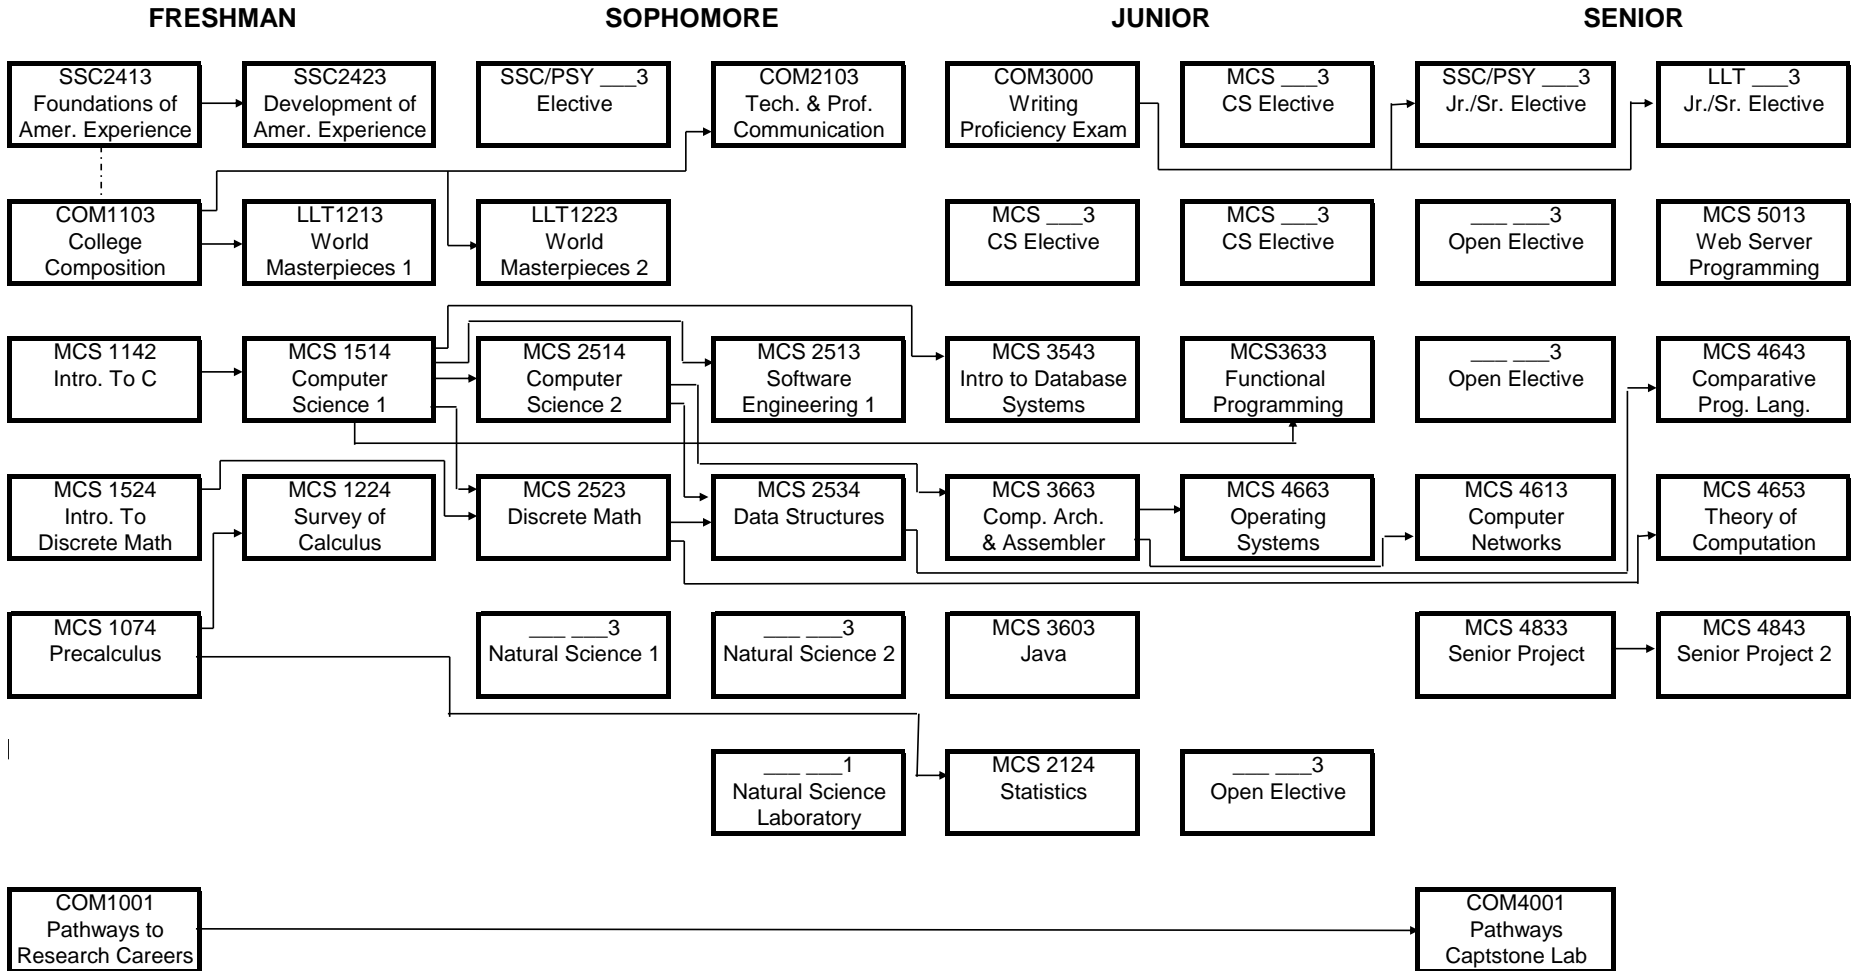 FRESHMAN
SOPHOMORE
JUNIOR
SENIOR
SSC2413
Foundations of
Amer. Experience
SSC2423
Development of
Amer. Experience
SSC/PSY ___3
Elective
COM2103
Tech. & Prof.
Communication
COM3000
Writing
Proficiency Exam
MCS ___3
CS Elective
SSC/PSY ___3
Jr./Sr. Elective
LLT ___3
Jr./Sr. Elective
COM1103
College
Composition
LLT1213
World
Masterpieces 1
LLT1223
World
Masterpieces 2
MCS ___3
CS Elective
MCS ___3
CS Elective
___ ___3
Open Elective
MCS 5013
Web Server
Programming
MCS 1142
Intro. To C
MCS 1514
Computer
Science 1
MCS 2514
Computer
Science 2
MCS 2513
Software
Engineering 1
MCS 3543
Intro to Database
Systems
MCS3633
Functional
Programming
___ ___3
Open Elective
MCS 4643
Comparative
Prog. Lang.
MCS 1524
Intro. To
Discrete Math
MCS 1224
Survey of
Calculus
MCS 2523
Discrete Math
MCS 2534
Data Structures
MCS 3663
Comp. Arch.
& Assembler
MCS 4663
Operating
Systems
MCS 4613
Computer
Networks
MCS 4653
Theory of
Computation
MCS 1074
Precalculus
___ ___3
Natural Science 1
___ ___3
Natural Science 2
MCS 3603
Java
MCS 4833
Senior Project
MCS 4843
Senior Project 2
___ ___1
Natural Science
Laboratory
MCS 2124
Statistics
___ ___3
Open Elective
COM1001
Pathways to
Research Careers
COM4001
Pathways
Captstone Lab